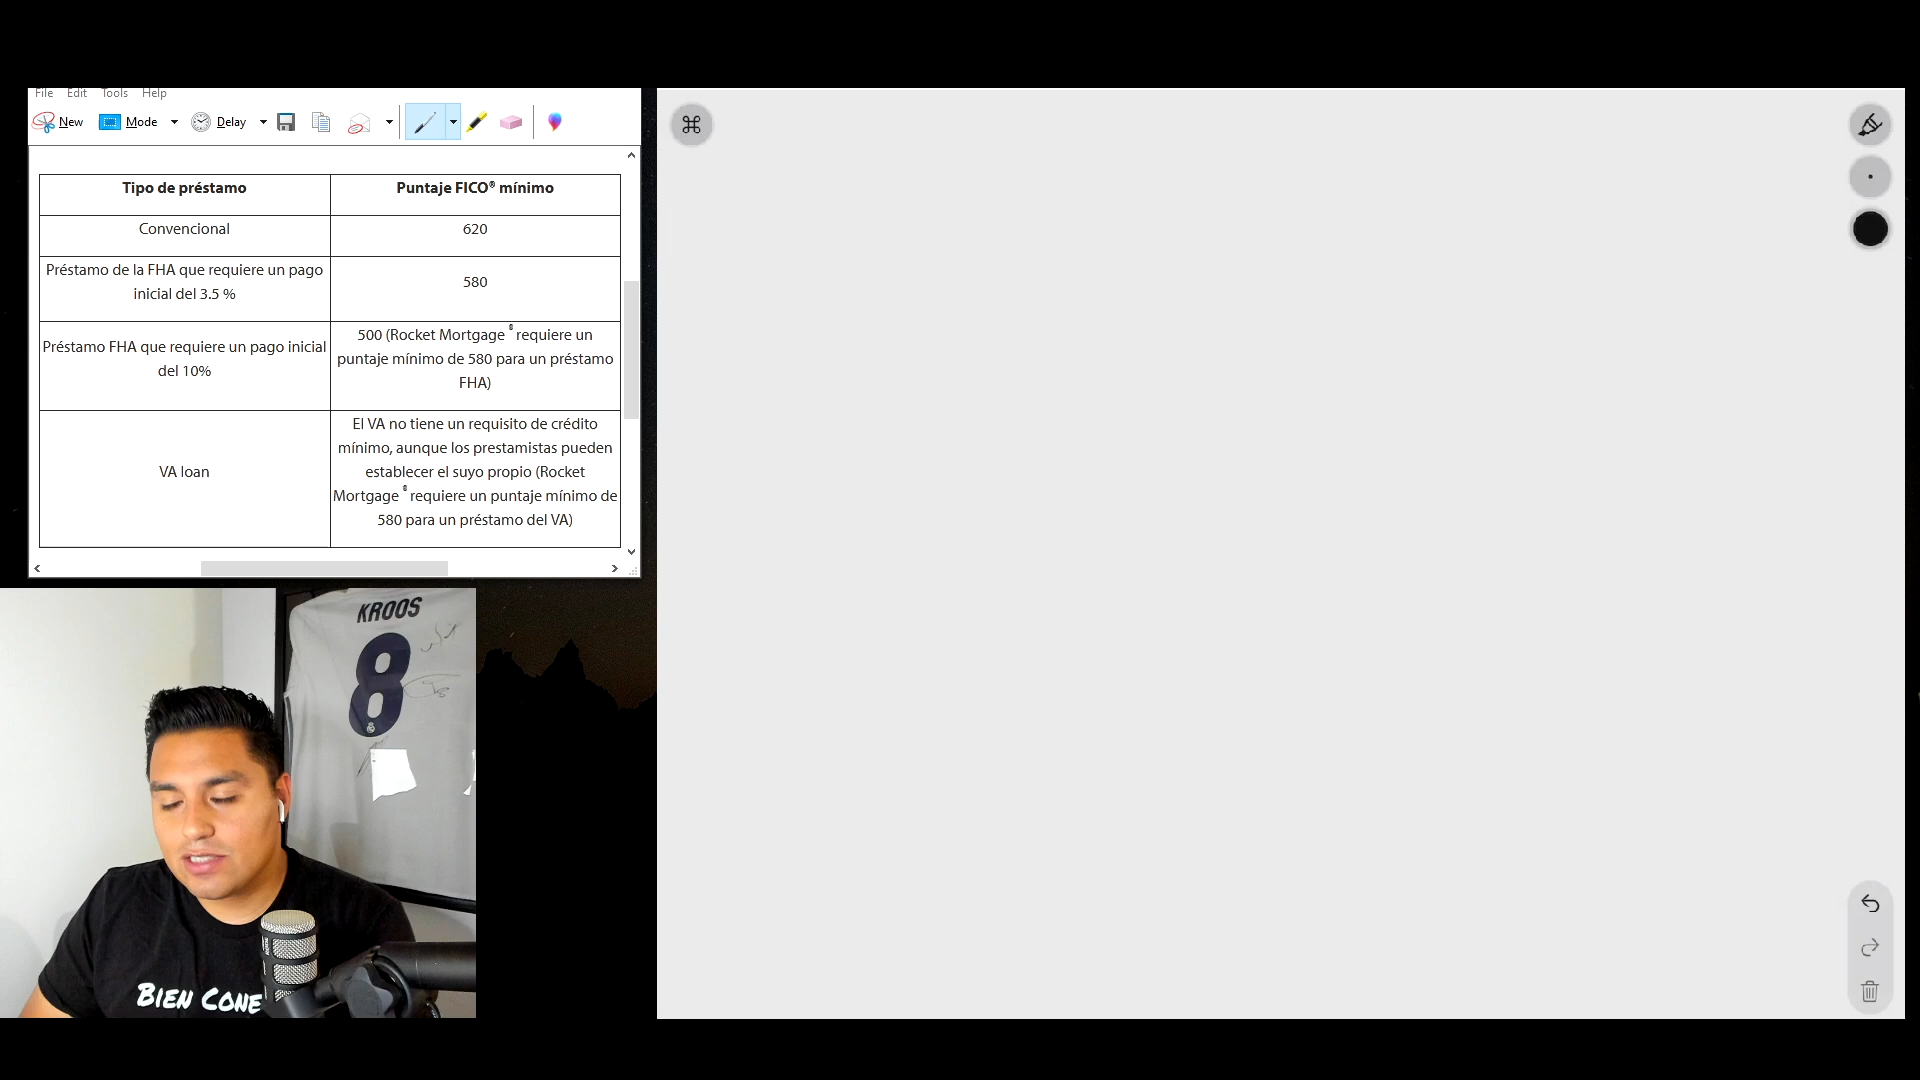 File Edit Tools Help
New Mode Delay
Tipo de préstamo Puntaje FICO® mínimo
Convencional 620
Préstamo de la FHA que requiere un pago
inicial del 3.5 %
580
Préstamo FHA que requiere un pago inicial
del 10%
500 (Rocket Mortgage ® requiere un
puntaje mínimo de 580 para un préstamo
FHA)
VA loan
El VA no tiene un requisito de crédito
mínimo, aunque los prestamistas pueden
establecer el suyo propio (Rocket
Mortgage ® requiere un puntaje mínimo de
580 para un préstamo del VA)
KROOS
8
BIEN CONE